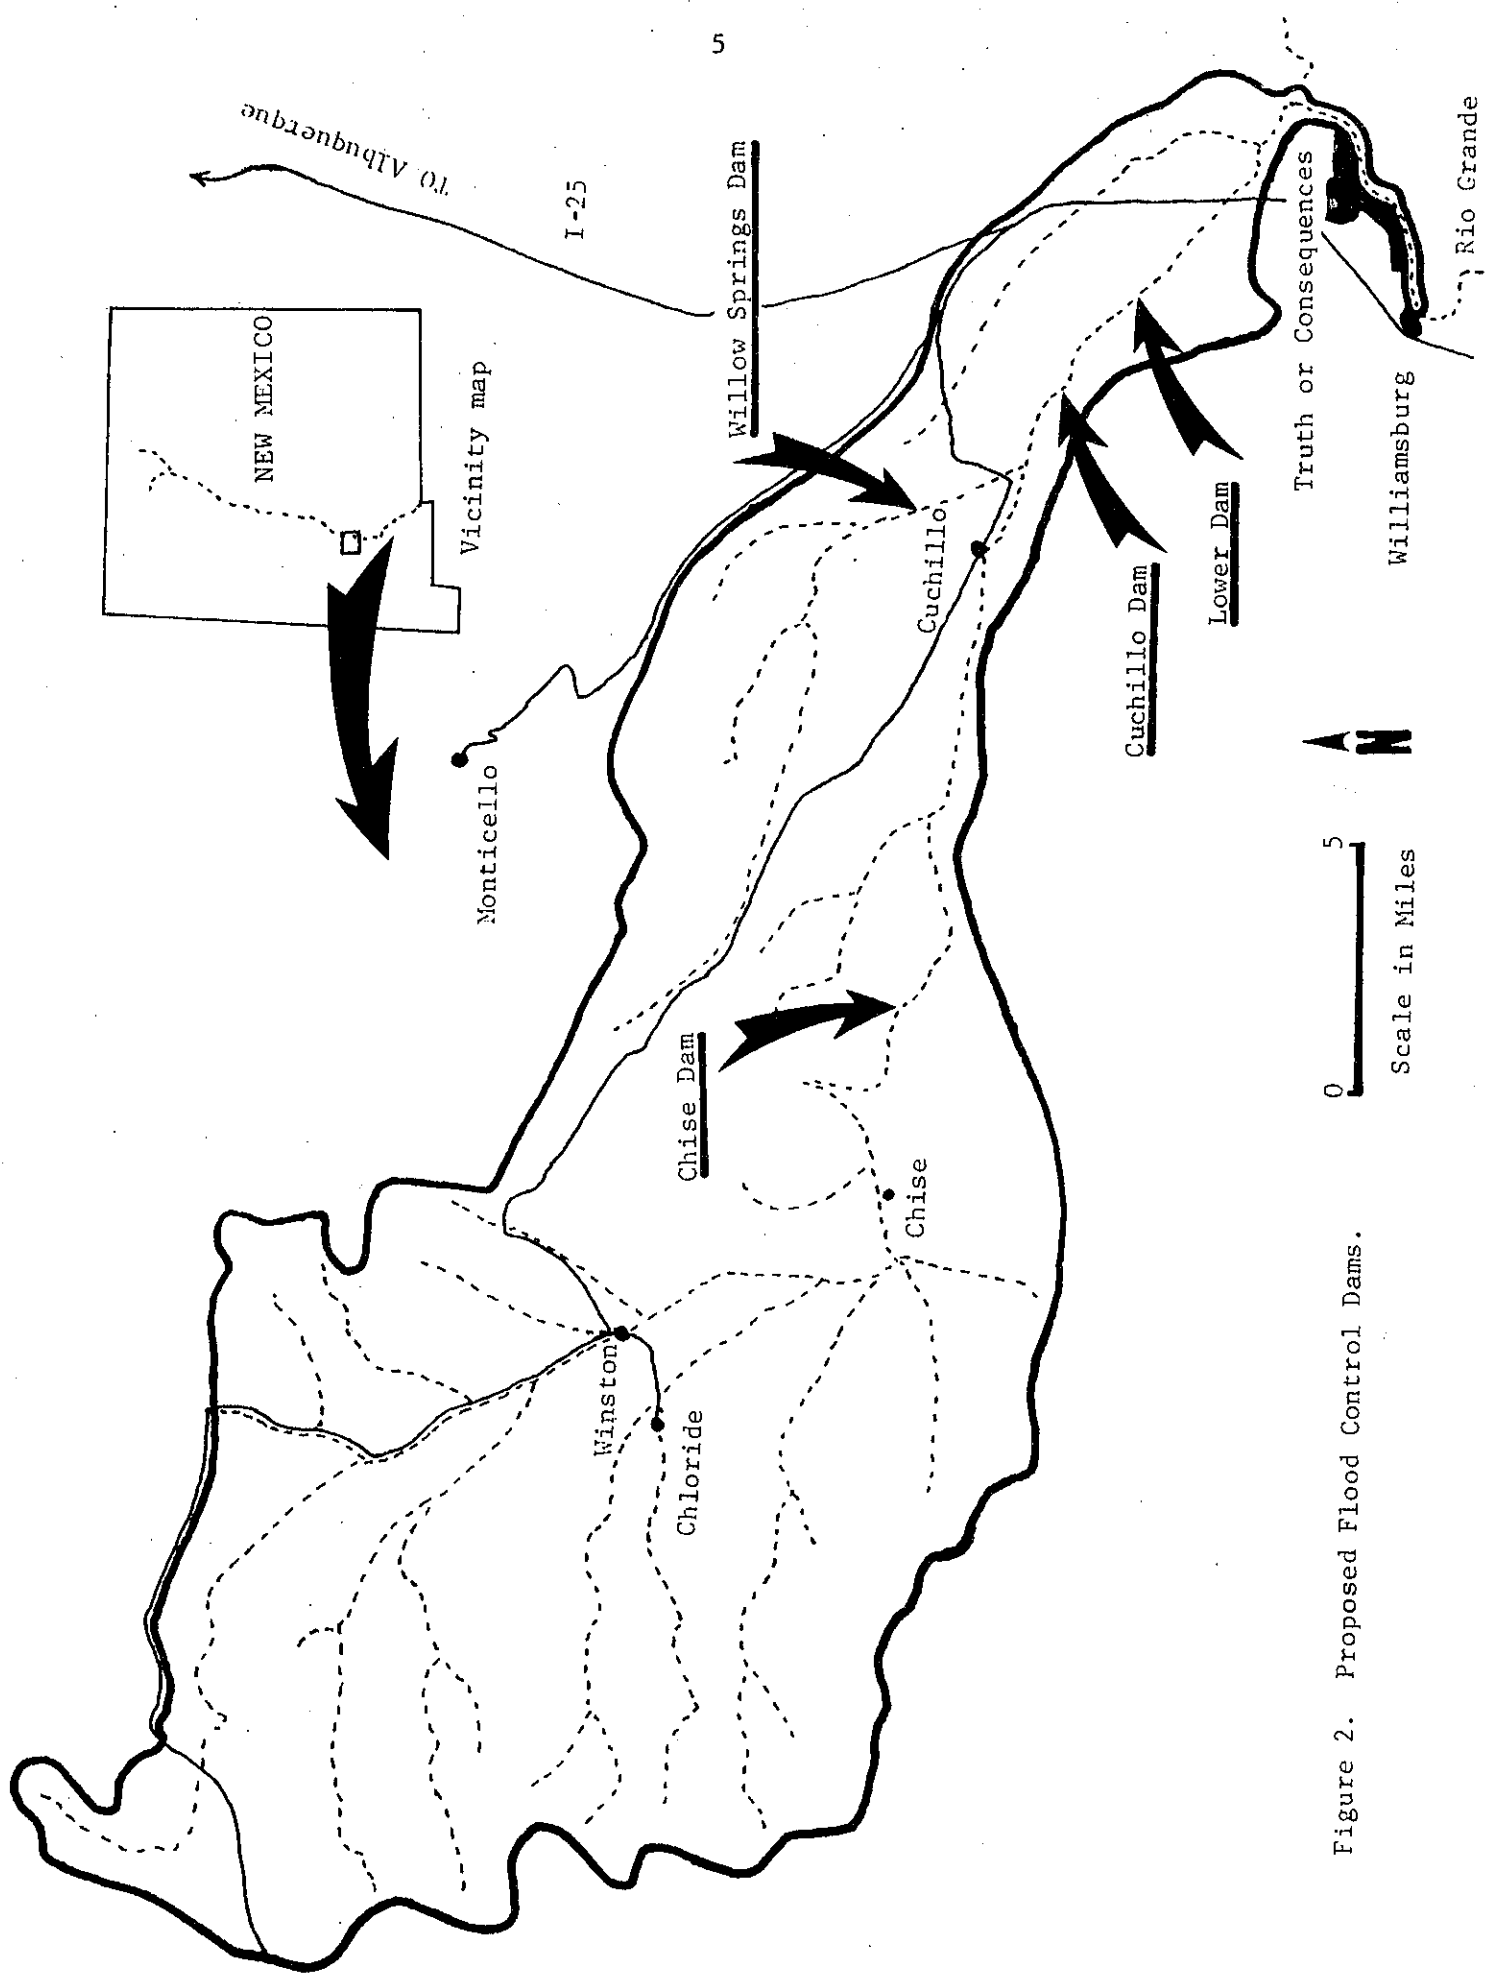 5
TO Albuquerque
I-25
NEW MEXICO
Vicinity map
Willow Springs Dam
Monticello
Cuchillo
Chise Dam
Cuchillo Dam
Lower Dam
Truth or Consequences
Williamsburg
Rio Grande
Chise
Winston
Chloride
N
0 5
Scale in Miles
Figure 2. Proposed Flood Control Dams.